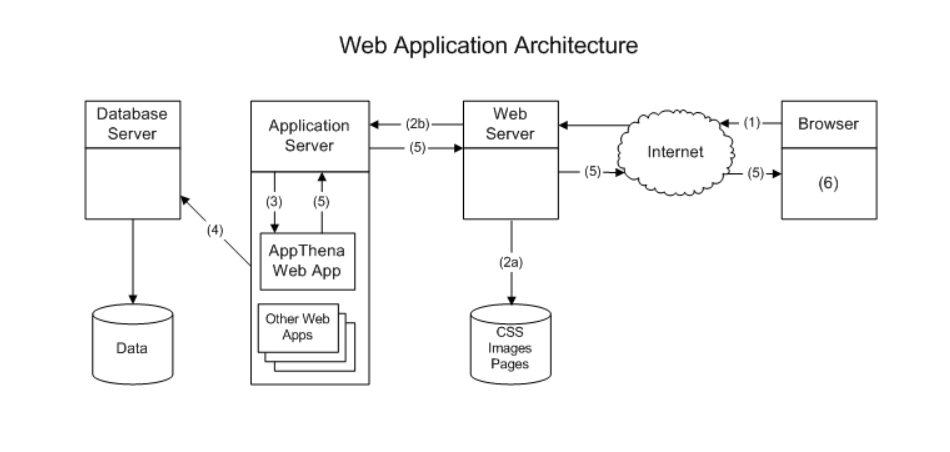 Web Application Architecture
Database
Server
Application
Server
(2b)
(5)
Web
Server
(5)
Internet
(1)
(5)
Browser
(6)
(3)
(5)
(4)
AppThena
Web App
(2a)
Other Web
Apps
Data
CSS
Images
Pages